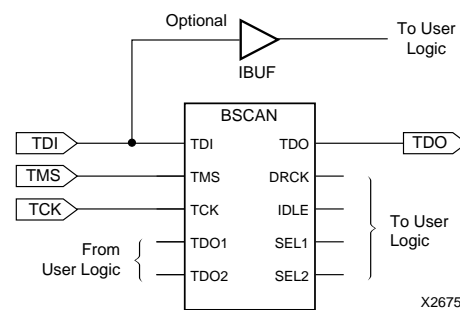 Optional
To User
Logic
IBUF
BSCAN
TDI
TDI
TDO
TDO
TMS
TMS
DRCK
TCK
TCK
IDLE
To User
Logic
From
User Logic
TDO1
SEL1
TDO2
SEL2
X2675